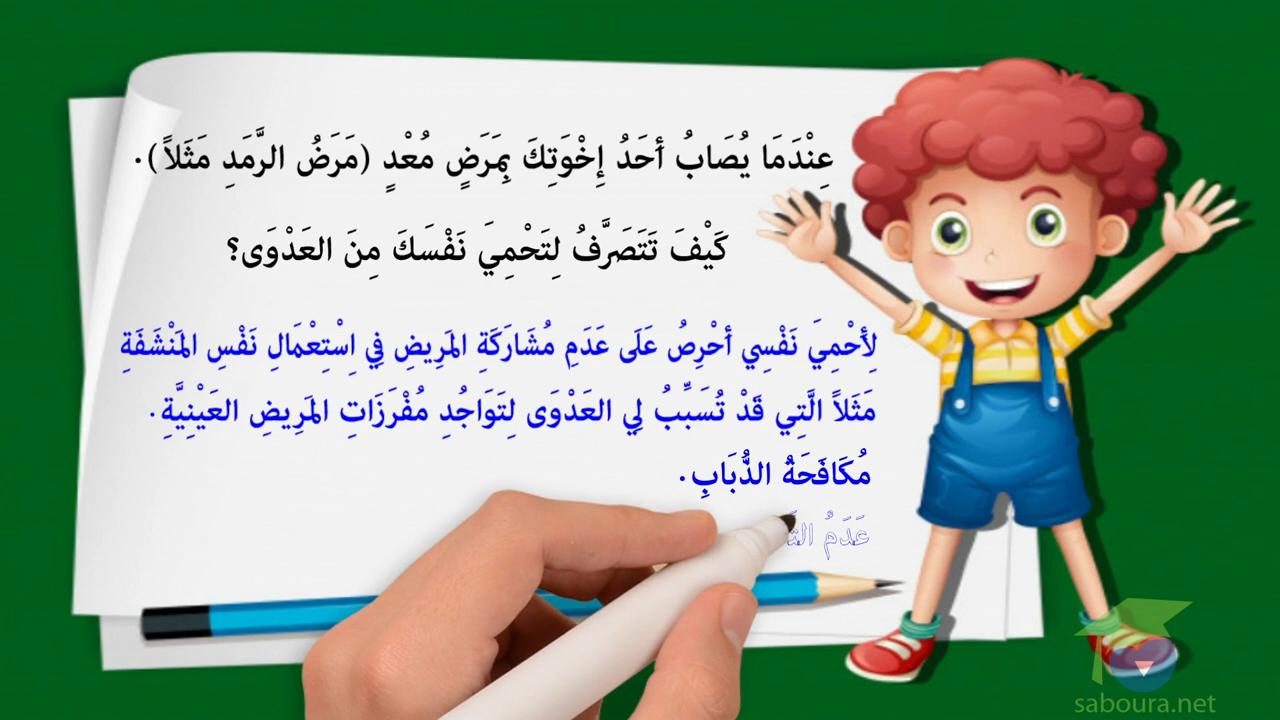 عِنْدَمَا يُصَابُ أَحَدُ إِخْوَتِكَ بِمَرَضٍ مُعْدٍ (مَرَضُ الرَّمَدِ مَثَلاً).
كَيْفَ تَتَصَرَّفُ لِتَحْمِيَ نَفْسَكَ مِنَ العَدْوَى؟
لِأَحْمِيَ نَفْسِي أَحْرِصُ عَلَى عَدَمِ مُشَارَكَةِ المَرِيضِ فِي اِسْتِعْمَالِ نَفْسِ المَنْشَفَةِ
مَثَلاً الَّتِي قَدْ تُسَبِّبُ لِي العَدْوَى لِتَوَاجُدِ مُفْرَزَاتِ المَرِيضِ العَيْنِيَّةِ.
مُكَافَحَةُ الذُّبَابِ.
عَدَمُ
saboura.net